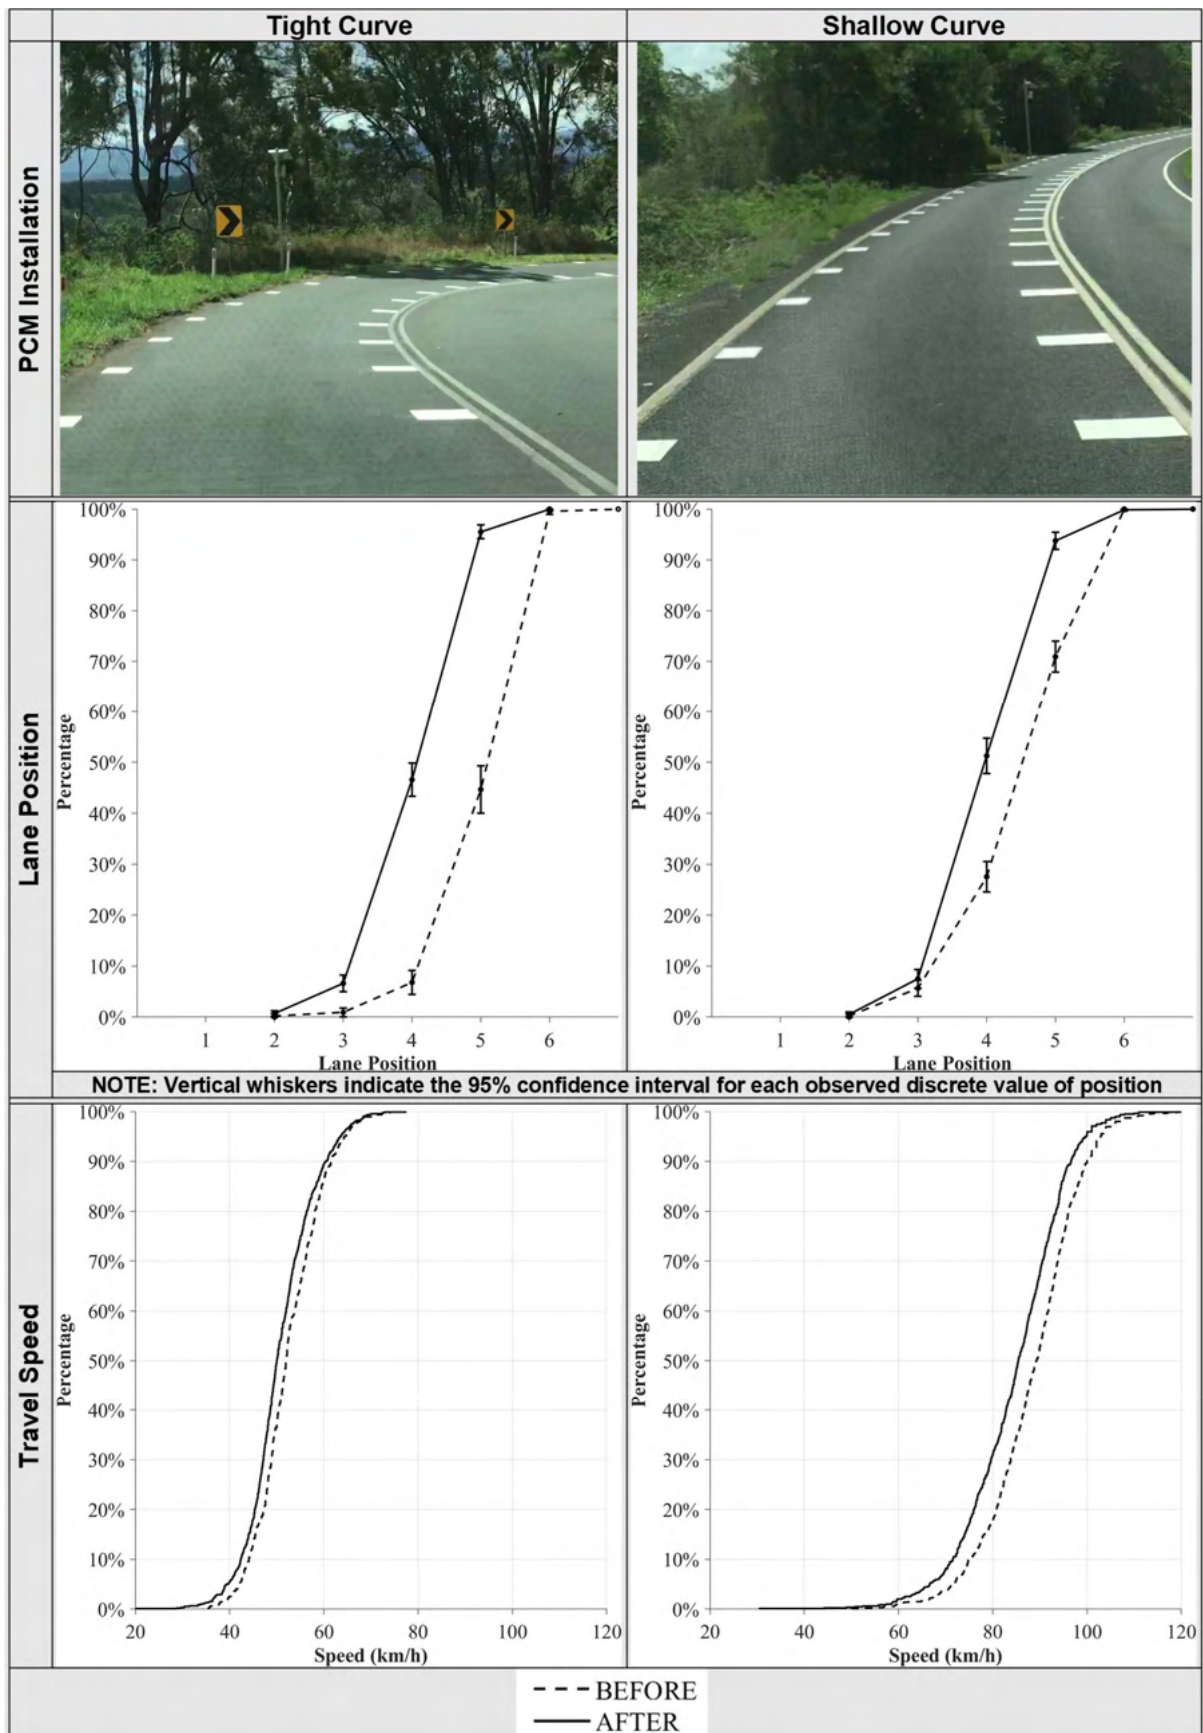 Tight Curve
Shallow Curve
PCM Installation
Lane Position
100%
90%
80%
70%
60%
50%
40%
30%
20%
10%
0%
Percentage
1 2 3 4 5 6
Lane Position
100%
90%
80%
70%
60%
50%
40%
30%
20%
10%
0%
Percentage
1 2 3 4 5 6
Lane Position
NOTE: Vertical whiskers indicate the 95% confidence interval for each observed discrete value of position
Travel Speed
100%
90%
80%
70%
60%
50%
40%
30%
20%
10%
0%
Percentage
20 40 60 80 100 120
Speed (km/h)
100%
90%
80%
70%
60%
50%
40%
30%
20%
10%
0%
Percentage
20 40 60 80 100 120
Speed (km/h)
BEFORE
AFTER